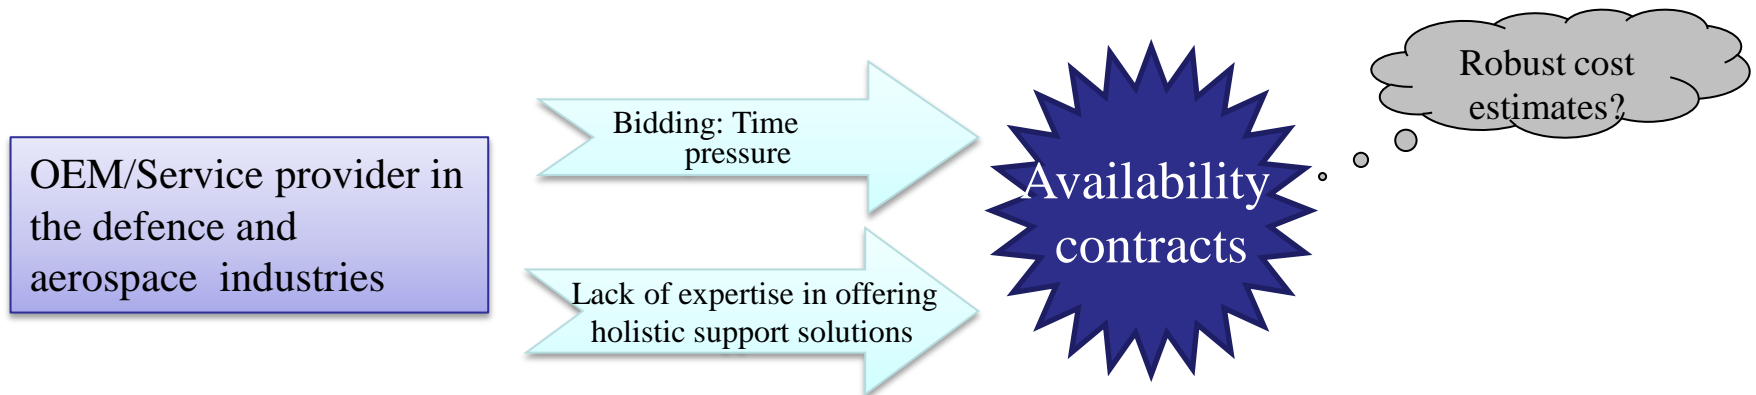 OEM/Service provider in
the defence and
aerospace industries
Bidding: Time
pressure
Lack of expertise in offering
holistic support solutions
Availability
contracts
Robust cost
estimates?